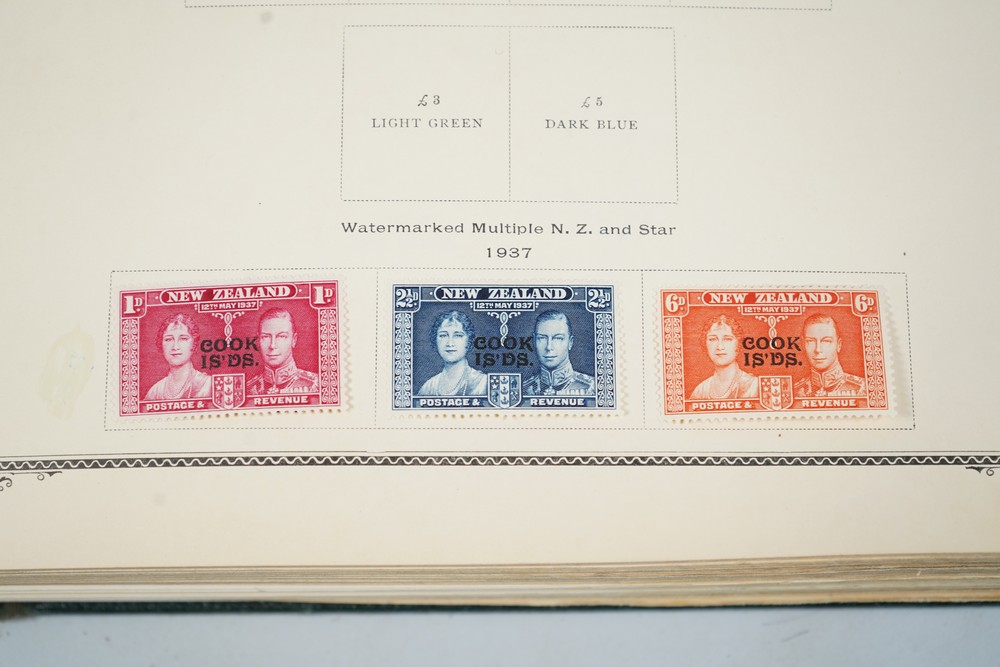 £3
LIGHT GREEN
£5
DARK BLUE
Watermarked Multiple N. Z. and Star
1937
1D NEW ZEALAND 1D
12TH MAY 1937
COOK
IS'DS.
POSTAGE & REVENUE
2½D NEW ZEALAND 2½D
12TH MAY 1937
COOK
IS'DS.
POSTAGE & REVENUE
6D NEW ZEALAND 6D
12TH MAY 1937
COOK
IS'DS.
POSTAGE & REVENUE